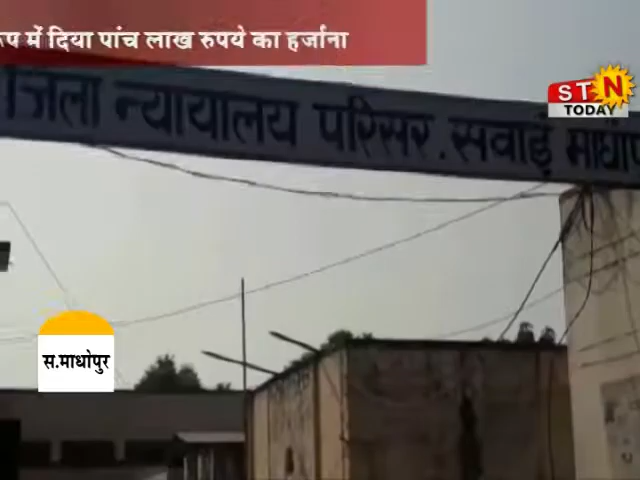 रूप में दिया पांच लाख रुपये का हर्जाना
STN
TODAY
जिला न्यायालय परिसर. सवाई माधोपु
स.माधोपुर